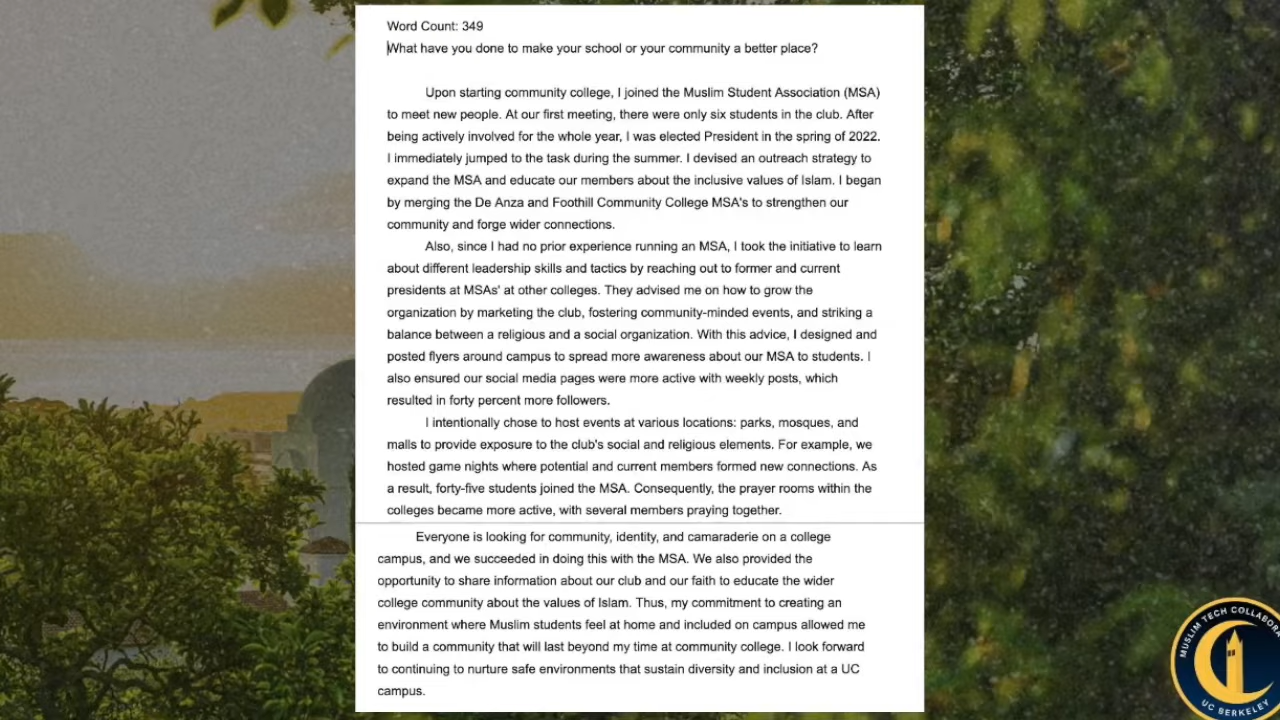 Word Count: 349
What have you done to make your school or your community a better place?
Upon starting community college, I joined the Muslim Student Association (MSA)
to meet new people. At our first meeting, there were only six students in the club. After
being actively involved for the whole year, I was elected President in the spring of 2022.
I immediately jumped to the task during the summer. I devised an outreach strategy to
expand the MSA and educate our members about the inclusive values of Islam. I began
by merging the De Anza and Foothill Community College MSA's to strengthen our
community and forge wider connections.
Also, since I had no prior experience running an MSA, I took the initiative to learn
about different leadership skills and tactics by reaching out to former and current
presidents at MSAs' at other colleges. They advised me on how to grow the
organization by marketing the club, fostering community-minded events, and striking a
balance between a religious and a social organization. With this advice, I designed and
posted flyers around campus to spread more awareness about our MSA to students. I
also ensured our social media pages were more active with weekly posts, which
resulted in forty percent more followers.
I intentionally chose to host events at various locations: parks, mosques, and
malls to provide exposure to the club's social and religious elements. For example, we
hosted game nights where potential and current members formed new connections. As
a result, forty-five students joined the MSA. Consequently, the prayer rooms within the
colleges became more active, with several members praying together.
Everyone is looking for community, identity, and camaraderie on a college
campus, and we succeeded in doing this with the MSA. We also provided the
opportunity to share information about our club and our faith to educate the wider
college community about the values of Islam. Thus, my commitment to creating an
environment where Muslim students feel at home and included on campus allowed me
to build a community that will last beyond my time at community college. I look forward
to continuing to nurture safe environments that sustain diversity and inclusion at a UC
campus.
MUSLIM TECH COLLABOR
UC BERKELEY